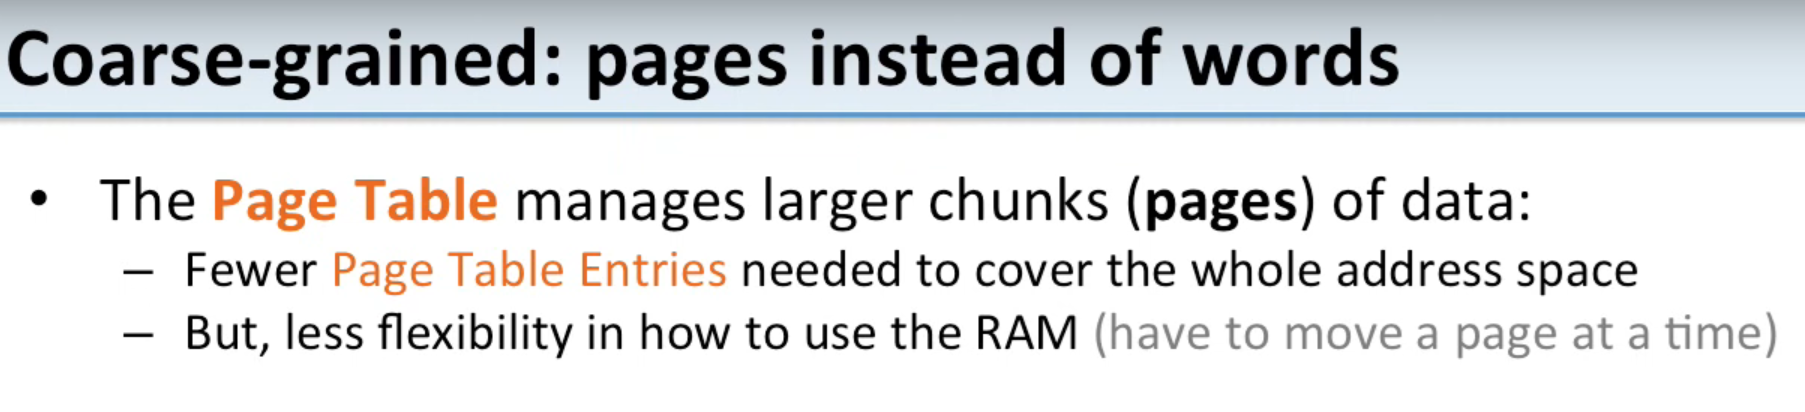 Coarse-grained: pages instead of words
• The Page Table manages larger chunks (pages) of data:
– Fewer Page Table Entries needed to cover the whole address space
– But, less flexibility in how to use the RAM (have to move a page at a time)